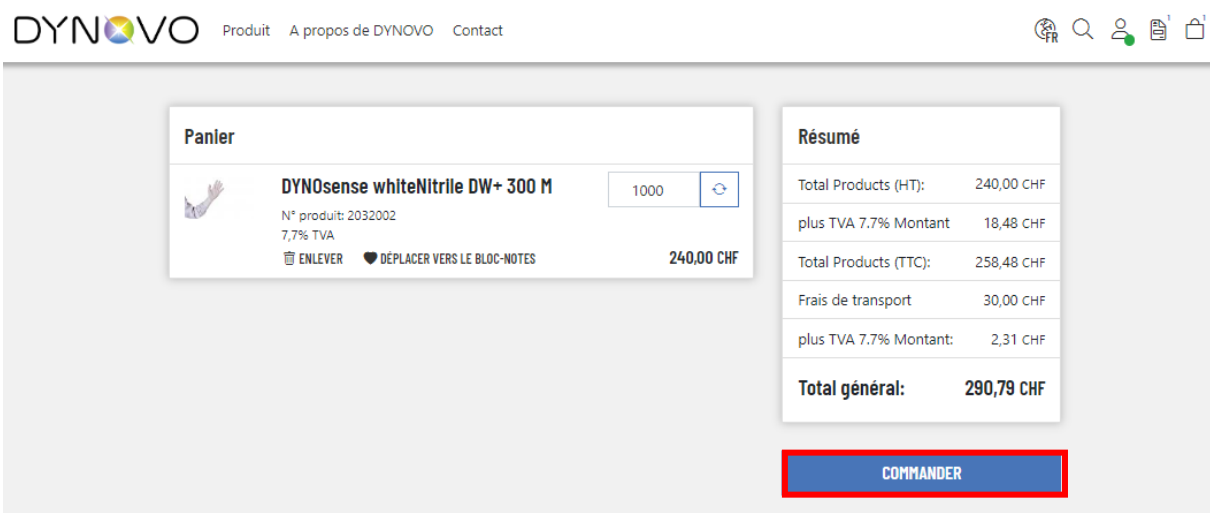 DYNOVO Produit A propos de DYNOVO Contact FR 1 1
Panier
DYNOsense whiteNitrile DW+ 300 M 1000
N° produit: 2032002
7,7% TVA
ENLEVER DÉPLACER VERS LE BLOC-NOTES 240,00 CHF
Résumé
Total Products (HT): 240,00 CHF
plus TVA 7.7% Montant 18,48 CHF
Total Products (TTC): 258,48 CHF
Frais de transport 30,00 CHF
plus TVA 7.7% Montant: 2,31 CHF
Total général: 290,79 CHF
COMMANDER